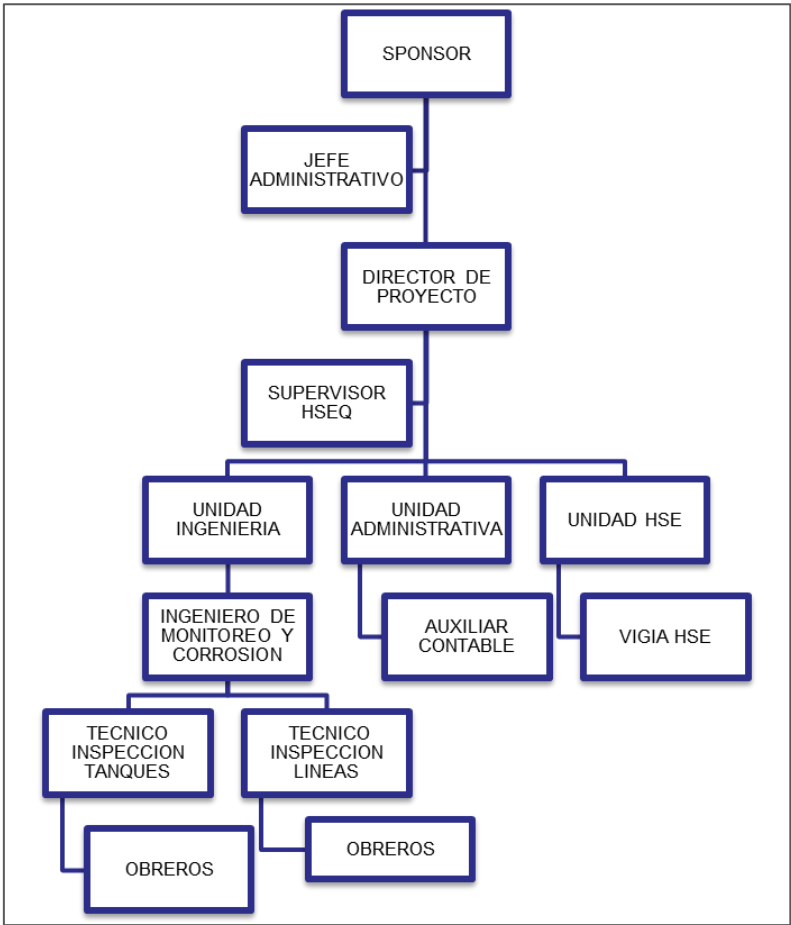 SPONSOR
JEFE
ADMINISTRATIVO
DIRECTOR DE
PROYECTO
SUPERVISOR
HSEQ
UNIDAD
INGENIERIA
UNIDAD
ADMINISTRATIVA
UNIDAD HSE
INGENIERO DE
MONITOREO Y
CORROSION
AUXILIAR
CONTABLE
VIGIA HSE
TECNICO
INSPECCION
TANQUES
TECNICO
INSPECCION
LINEAS
OBREROS
OBREROS